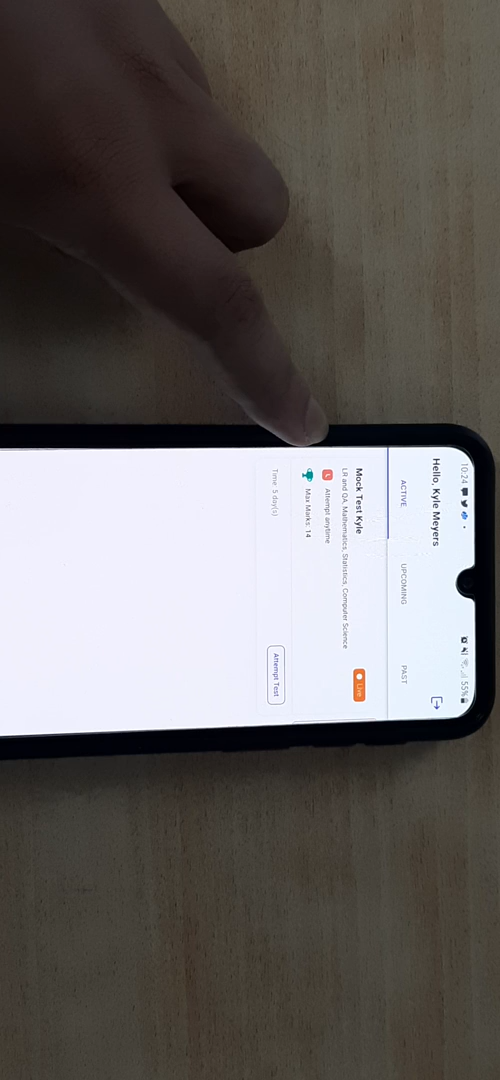 10:24
55%
Hello, Kyle Meyers
ACTIVE UPCOMING PAST
Mock Test Kyle
Live
LR and QA, Mathematics, Statistics, Computer Science
Attempt anytime
Max Marks: 14
Time: 5 day(s)
Attempt Test